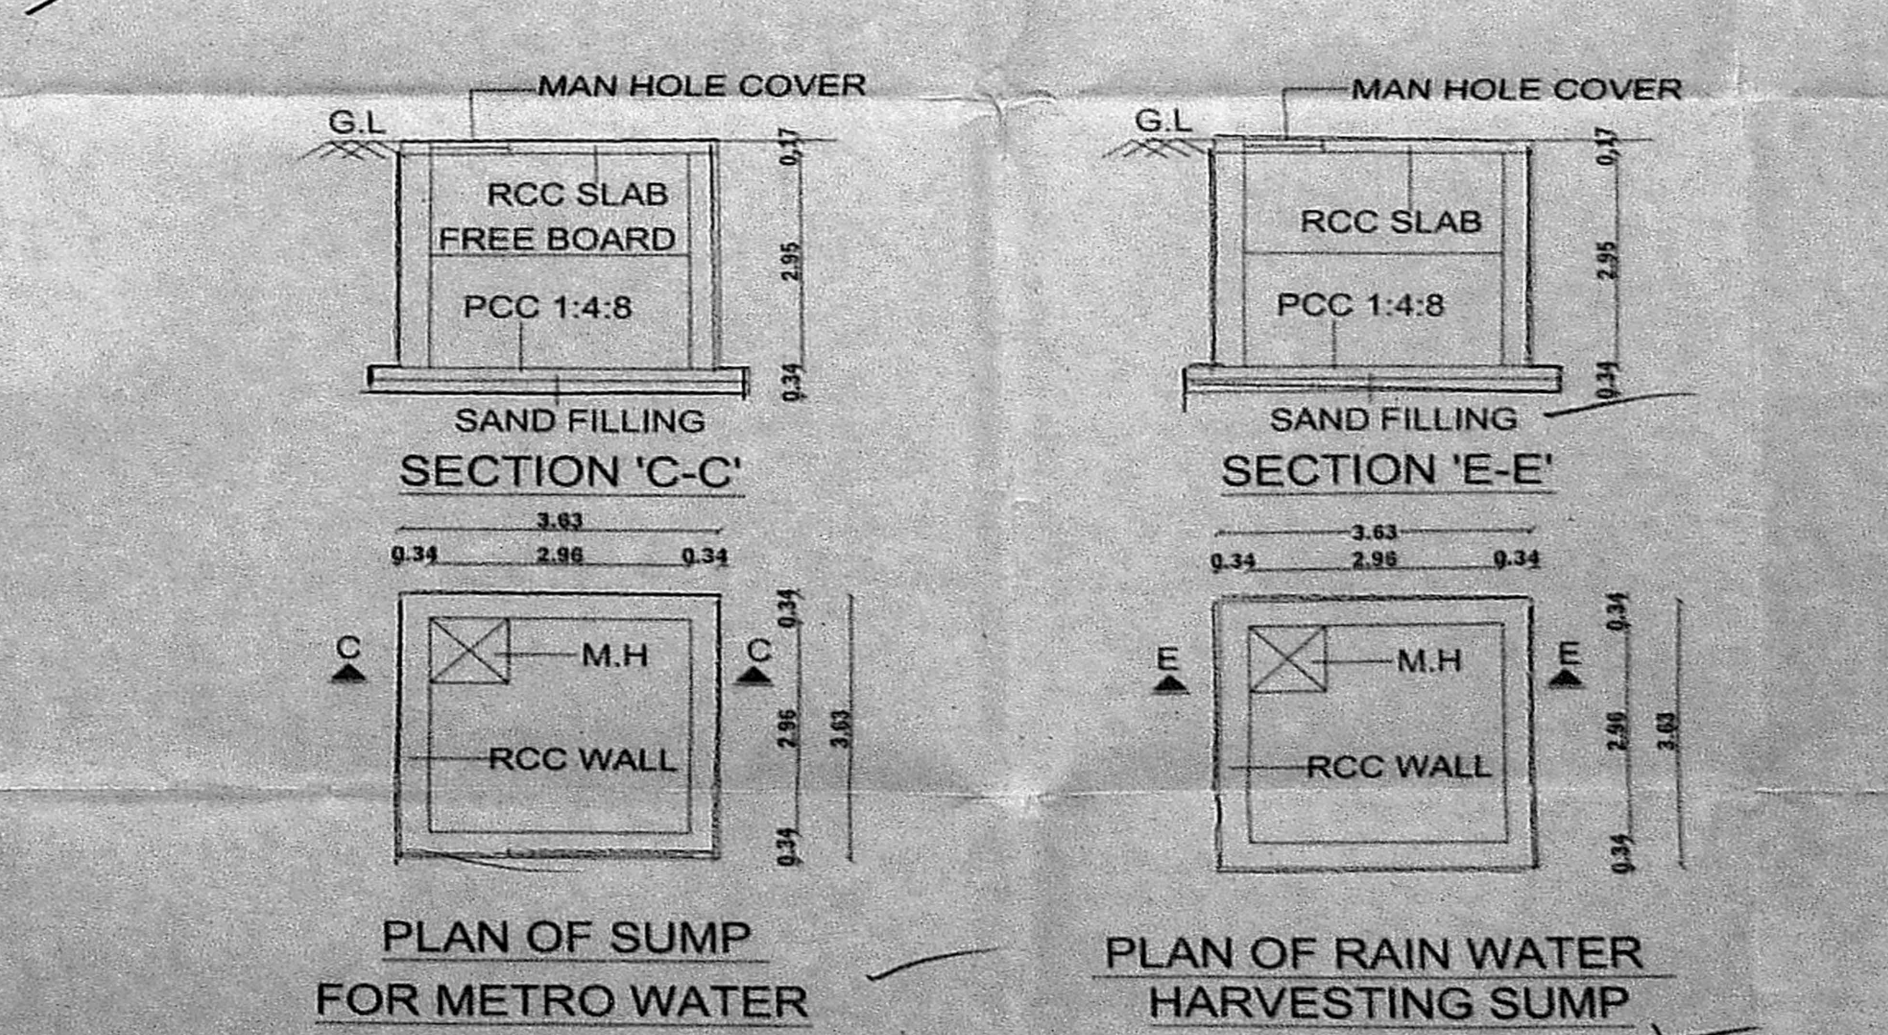 MAN HOLE COVER
G.L
0.17
RCC SLAB
FREE BOARD
2.95
PCC 1:4:8
0.34
SAND FILLING
SECTION 'C-C'
3.63
0.34 2.96 0.34
0.34
C C
M.H
2.96
3.63
RCC WALL
0.34
PLAN OF SUMP
FOR METRO WATER
MAN HOLE COVER
G.L
0.17
RCC SLAB
2.95
PCC 1:4:8
0.34
SAND FILLING
SECTION 'E-E'
3.63
0.34 2.96 0.34
0.34
E E
M.H
2.96
3.63
RCC WALL
0.34
PLAN OF RAIN WATER
HARVESTING SUMP